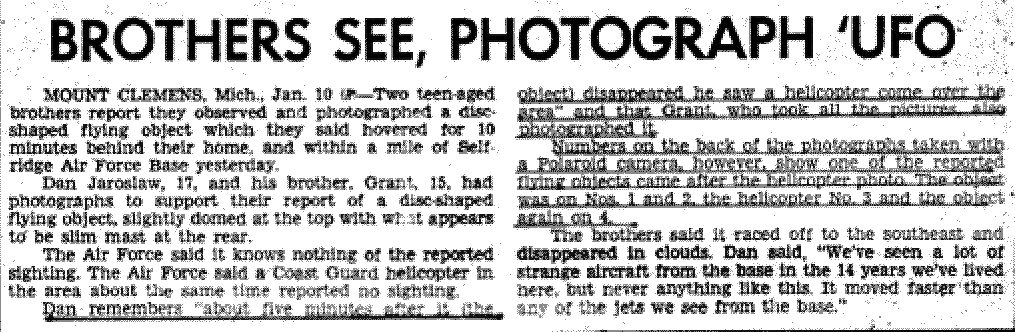 BROTHERS SEE, PHOTOGRAPH 'UFO
MOUNT CLEMENS, Mich., Jan. 10 (P—Two teen-aged
brothers report they observed and photographed a disc-
shaped flying object which they said hovered for 10
minutes behind their home, and within a mile of Self-
ridge Air Force Base yesterday.
Dan Jaroslaw, 17, and his brother, Grant, 15, had
photographs to support their report of a disc-shaped
flying object, slightly domed at the top with what appears
to be slim mast at the rear.
The Air Force said it knows nothing of the reported
sighting. The Air Force said a Coast Guard helicopter in
the area about the same time reported no sighting.
Dan remembers "about five minutes after it (the
object) disappeared he saw a helicopter come over the
area" and that Grant, who took all the pictures, also
photographed it.
Numbers on the back of the photographs taken with
a Polaroid camera, however, show one of the reported
flying objects came after the helicopter photo. The object
was on Nos. 1 and 2, the helicopter No. 3 and the object
again on 4.
The brothers said it raced off to the southeast and
disappeared in clouds. Dan said, "We've seen a lot of
strange aircraft from the base in the 14 years we've lived
here, but never anything like this. It moved faster than
any of the jets we see from the base."